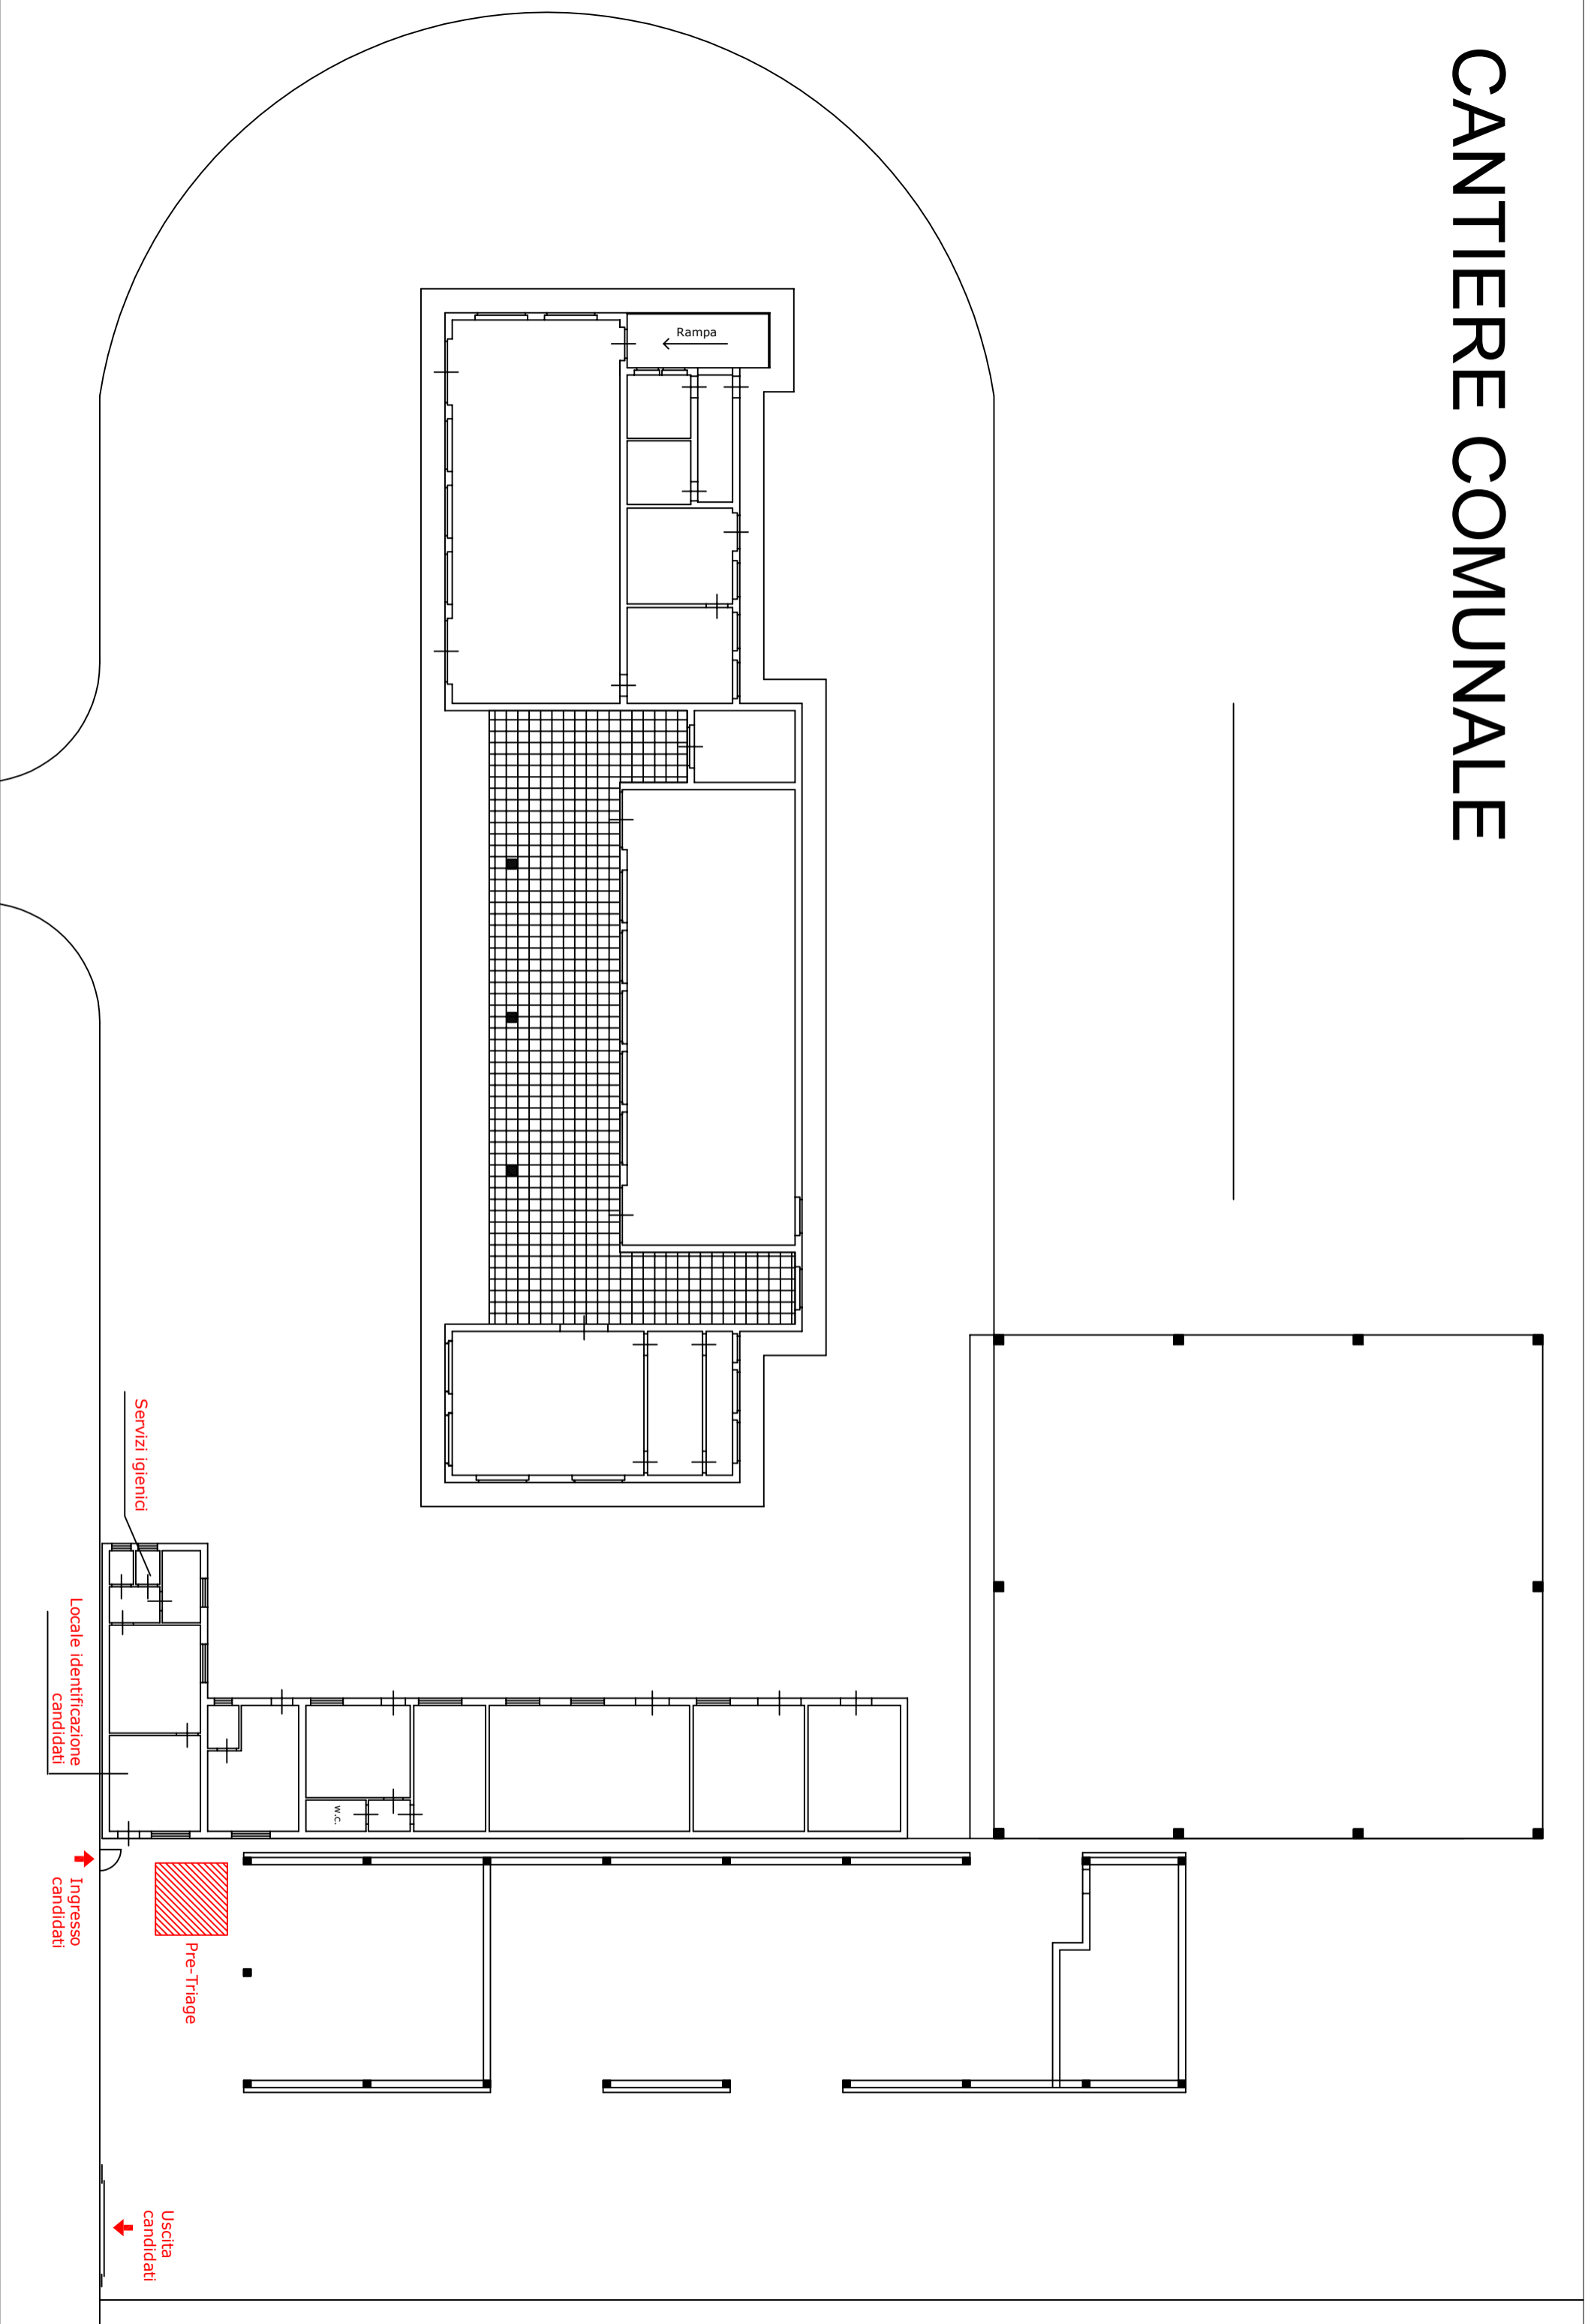 CANTIERE COMUNALE
Rampa
Servizi igienici
Locale identificazione
candidati
w.c.
Ingresso
candidati
Pre-Triage
Uscita
candidati